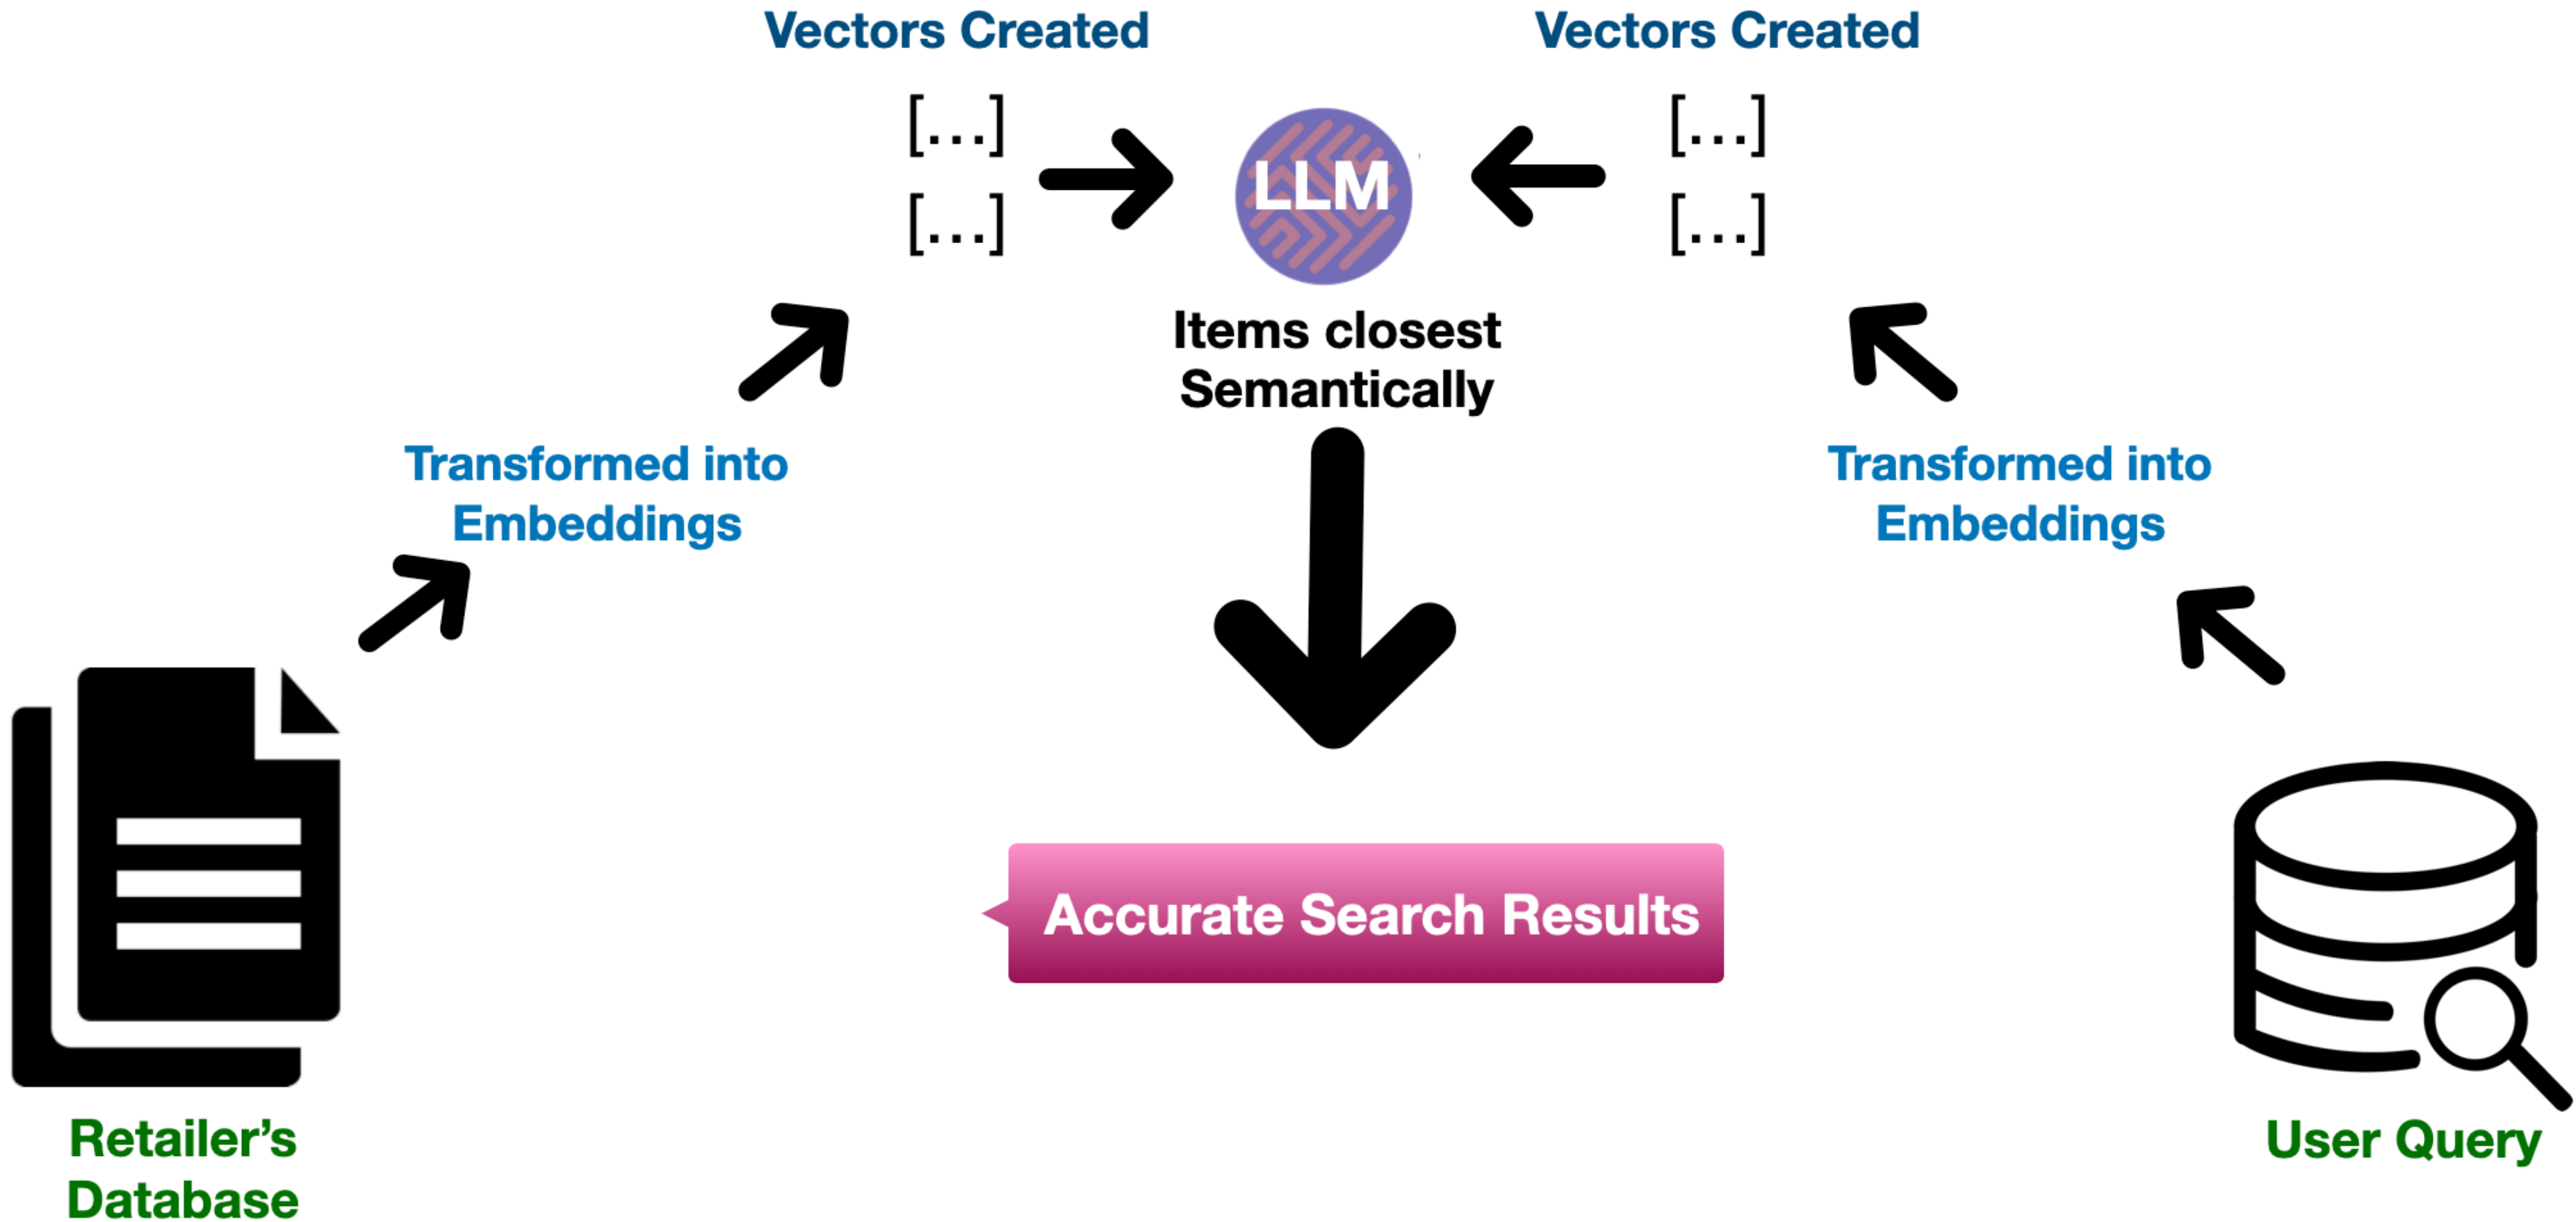 Vectors Created
Vectors Created
[...]
[...]
LLM
[...]
[...]
Items closest
Semantically
Transformed into
Embeddings
Transformed into
Embeddings
Accurate Search Results
Retailer’s
Database
User Query